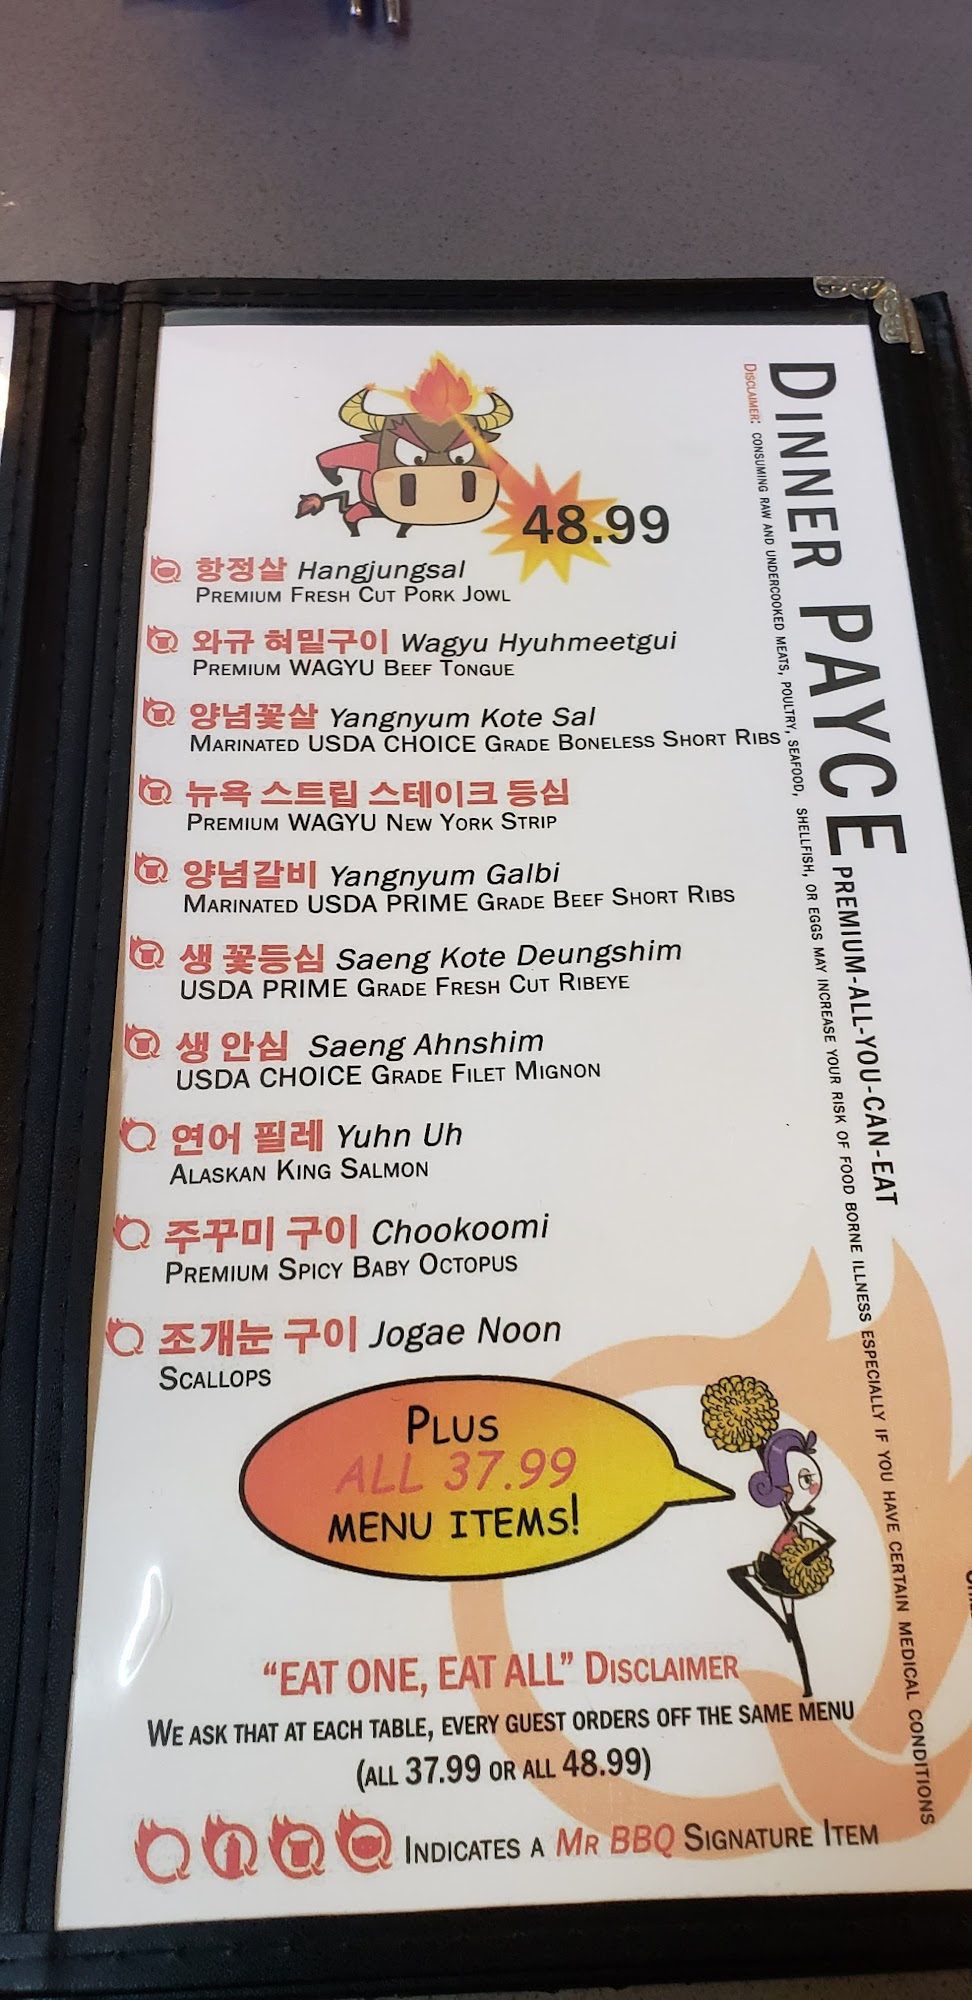 DINNER PAYCE PREMIUM-ALL-YOU-CAN-EAT
DISCLAIMER: CONSUMING RAW AND UNDERCOOKED MEATS, POULTRY, SEAFOOD, SHELLFISH, OR EGGS MAY INCREASE YOUR RISK OF FOOD BORNE ILLNESS ESPECIALLY IF YOU HAVE CERTAIN MEDICAL CONDITIONS
48.99
항정살 Hangjungsal
PREMIUM FRESH CUT PORK JOWL
와규 혀밑구이 Wagyu Hyuhmeetgui
PREMIUM WAGYU BEEF TONGUE
양념꽃살 Yangnyum Kote Sal
MARINATED USDA CHOICE GRADE BONELESS SHORT RIBS
뉴욕 스트립 스테이크 등심
PREMIUM WAGYU NEW YORK STRIP
양념갈비 Yangnyum Galbi
MARINATED USDA PRIME GRADE BEEF SHORT RIBS
생 꽃등심 Saeng Kote Deungshim
USDA PRIME GRADE FRESH CUT RIBEYE
생 안심 Saeng Ahnshim
USDA CHOICE GRADE FILET MIGNON
연어 필레 Yuhn Uh
ALASKAN KING SALMON
주꾸미 구이 Chookoomi
PREMIUM SPICY BABY OCTOPUS
조개눈 구이 Jogae Noon
SCALLOPS
PLUS
ALL 37.99
MENU ITEMS!
"EAT ONE, EAT ALL" DISCLAIMER
WE ASK THAT AT EACH TABLE, EVERY GUEST ORDERS OFF THE SAME MENU
(ALL 37.99 OR ALL 48.99)
INDICATES A MR BBQ SIGNATURE ITEM